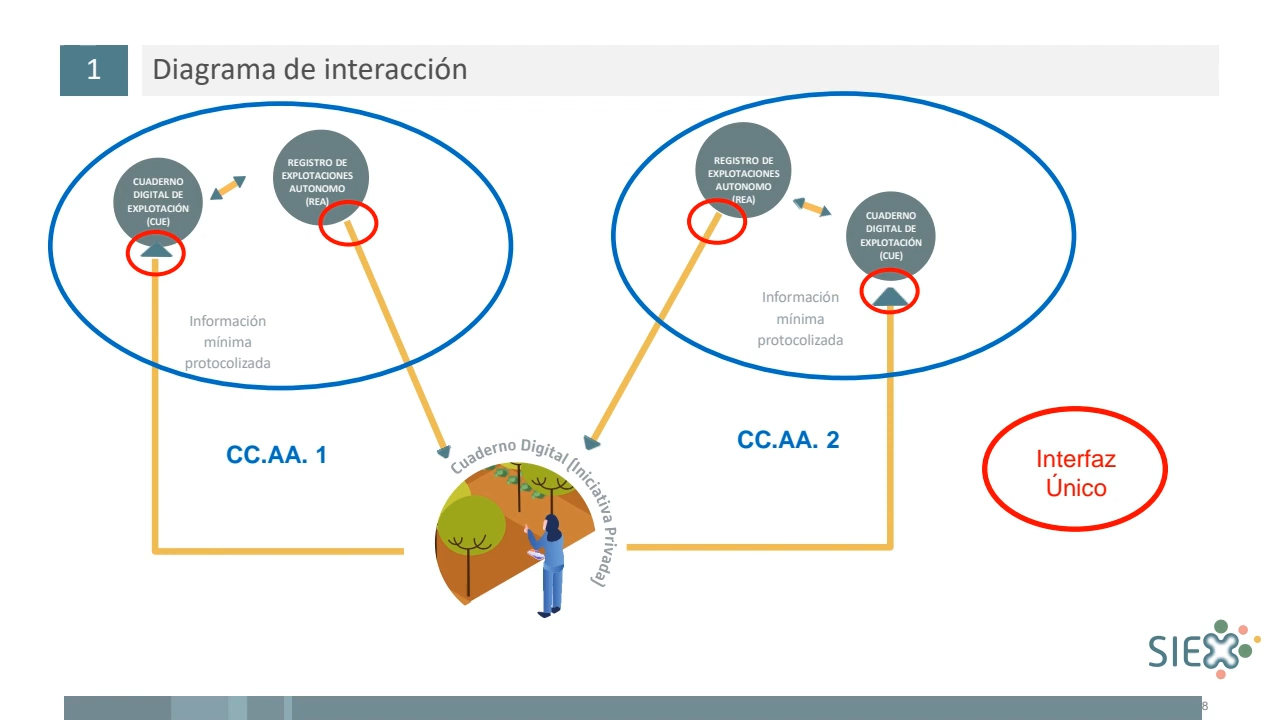 1
Diagrama de interacción
CUADERNO
DIGITAL DE
EXPLOTACIÓN
(CUE)
REGISTRO DE
EXPLOTACIONES
AUTONOMO
(REA)
Información
mínima
protocolizada
CC.AA. 1
REGISTRO DE
EXPLOTACIONES
AUTONOMO
(REA)
CUADERNO
DIGITAL DE
EXPLOTACIÓN
(CUE)
Información
mínima
protocolizada
CC.AA. 2
Cuaderno Digital (Iniciativa Privada)
Interfaz
Único
SIEX
8